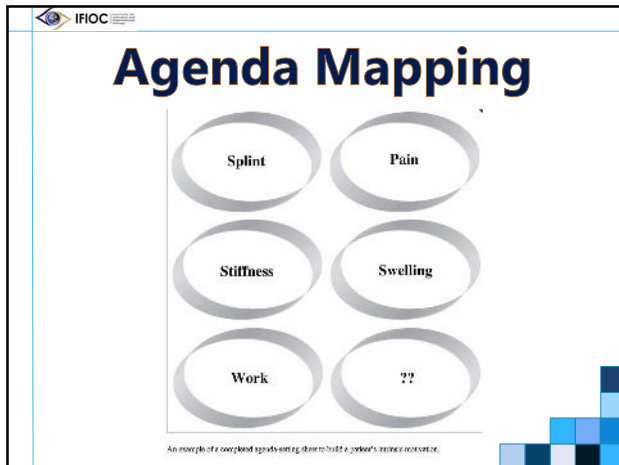 IFIOC
Agenda Mapping
Splint
Pain
Stiffness
Swelling
Work
??
An example of a completed agenda-setting sheet to build a patient's intrinsic motivation.